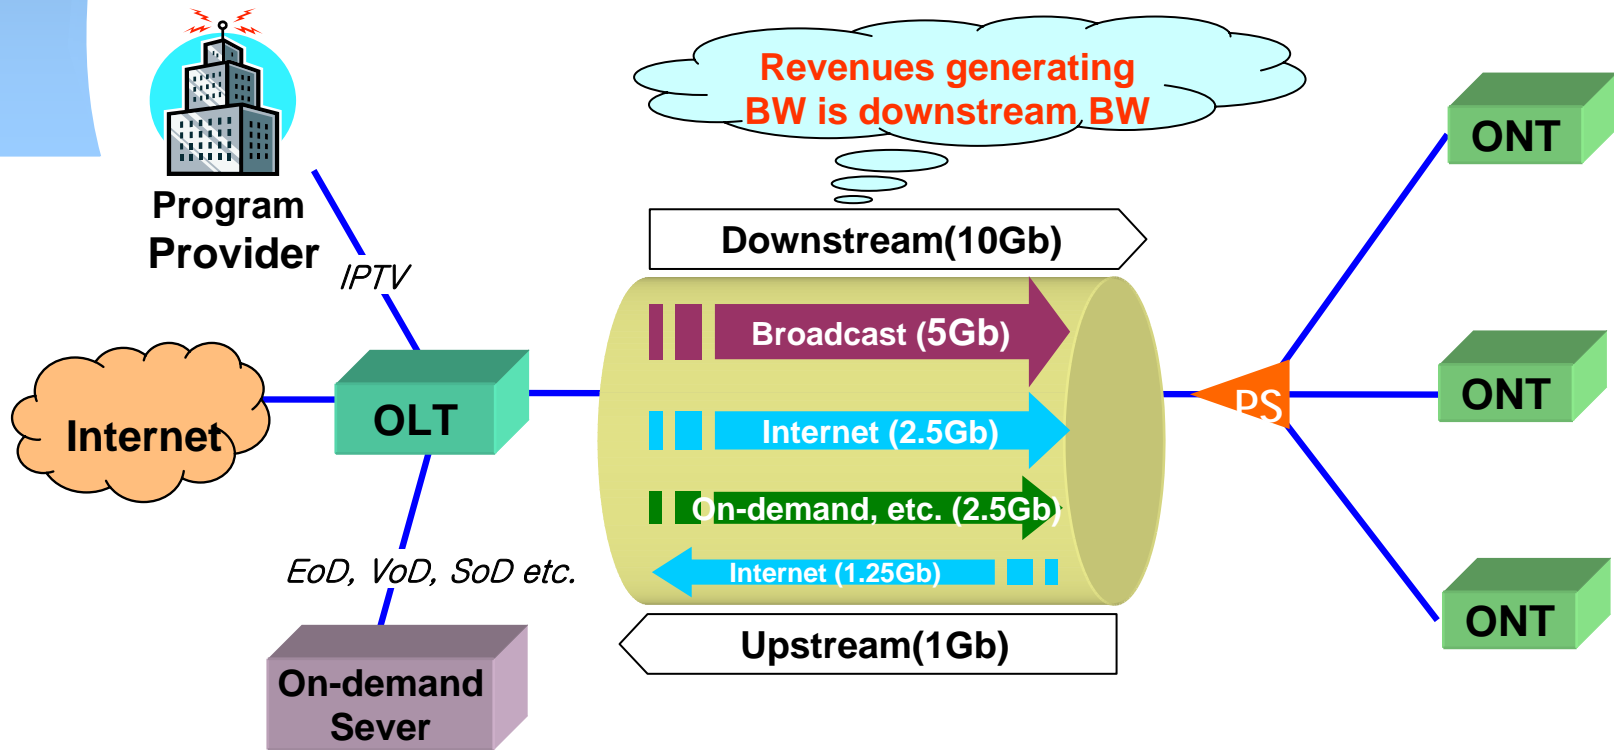 Revenues generating
BW is downstream BW
Program
Provider
IPTV
Internet
OLT
EoD, VoD, SoD etc.
On-demand
Sever
Downstream(10Gb)
Broadcast (5Gb)
Internet (2.5Gb)
On-demand, etc. (2.5Gb)
Internet (1.25Gb)
Upstream(1Gb)
PS
ONT
ONT
ONT